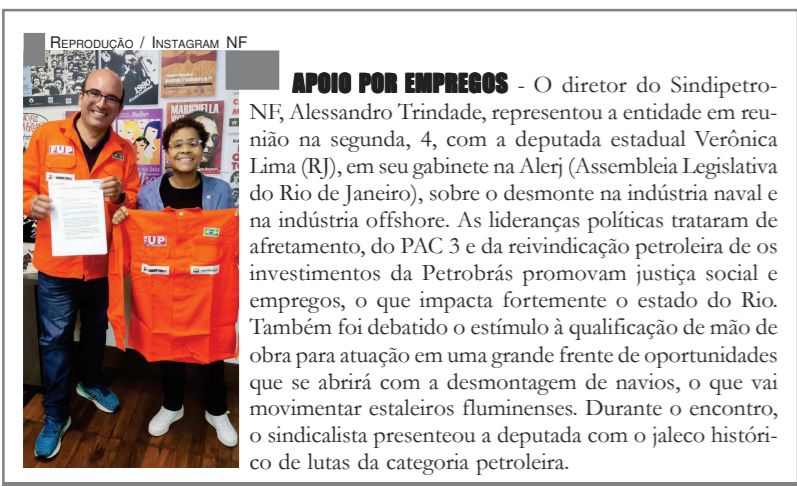 REPRODUÇÃO / INSTAGRAM NF
APOIO POR EMPREGOS - O diretor do Sindipetro-
NF, Alessandro Trindade, representou a entidade em reu-
nião na segunda, 4, com a deputada estadual Verônica
Lima (RJ), em seu gabinete na Alerj (Assembleia Legislativa
do Rio de Janeiro), sobre o desmonte na indústria naval e
na indústria offshore. As lideranças políticas trataram de
afretamento, do PAC 3 e da reivindicação petroleira de os
investimentos da Petrobrás promovam justiça social e
empregos, o que impacta fortemente o estado do Rio.
Também foi debatido o estímulo à qualificação de mão de
obra para atuação em uma grande frente de oportunidades
que se abrirá com a desmontagem de navios, o que vai
movimentar estaleiros fluminenses. Durante o encontro,
o sindicalista presenteou a deputada com o jaleco históri-
co de lutas da categoria petroleira.
1980
MARIGHELLA
Mulher
FUP
FUP